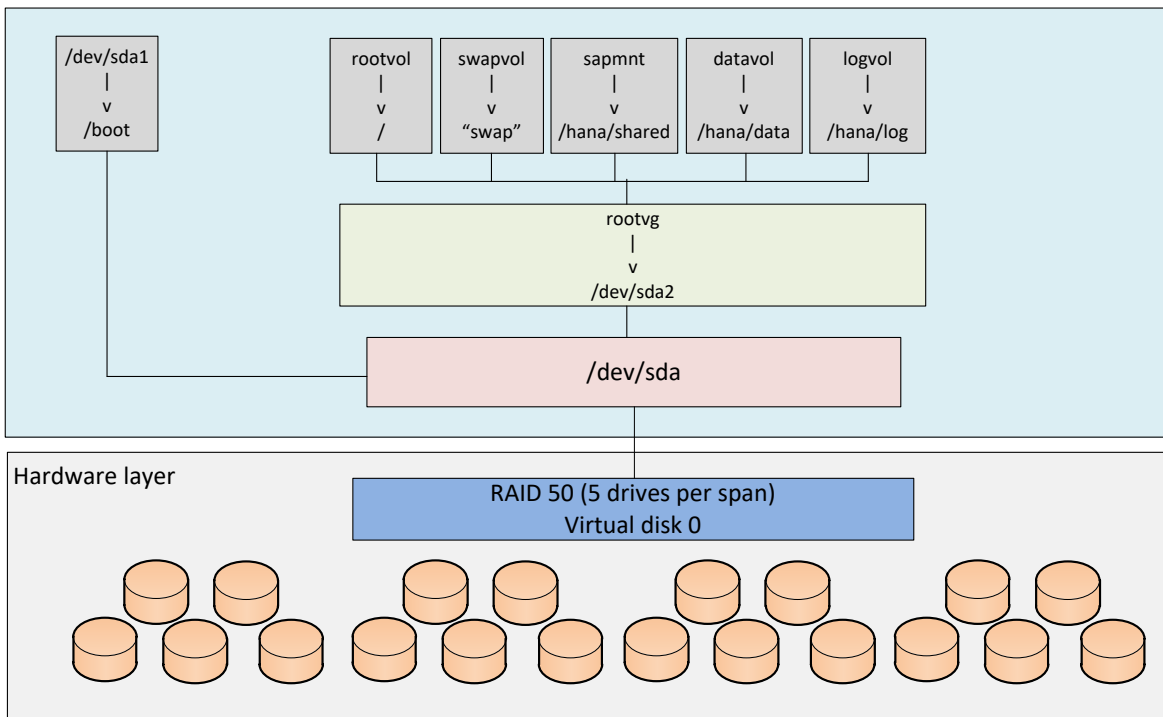 /dev/sda1
|
v
/boot
rootvol
|
v
/
swapvol
|
v
“swap”
sapmnt
|
v
/hana/shared
datavol
|
v
/hana/data
logvol
|
v
/hana/log
rootvg
|
v
/dev/sda2
/dev/sda
Hardware layer
RAID 50 (5 drives per span)
Virtual disk 0